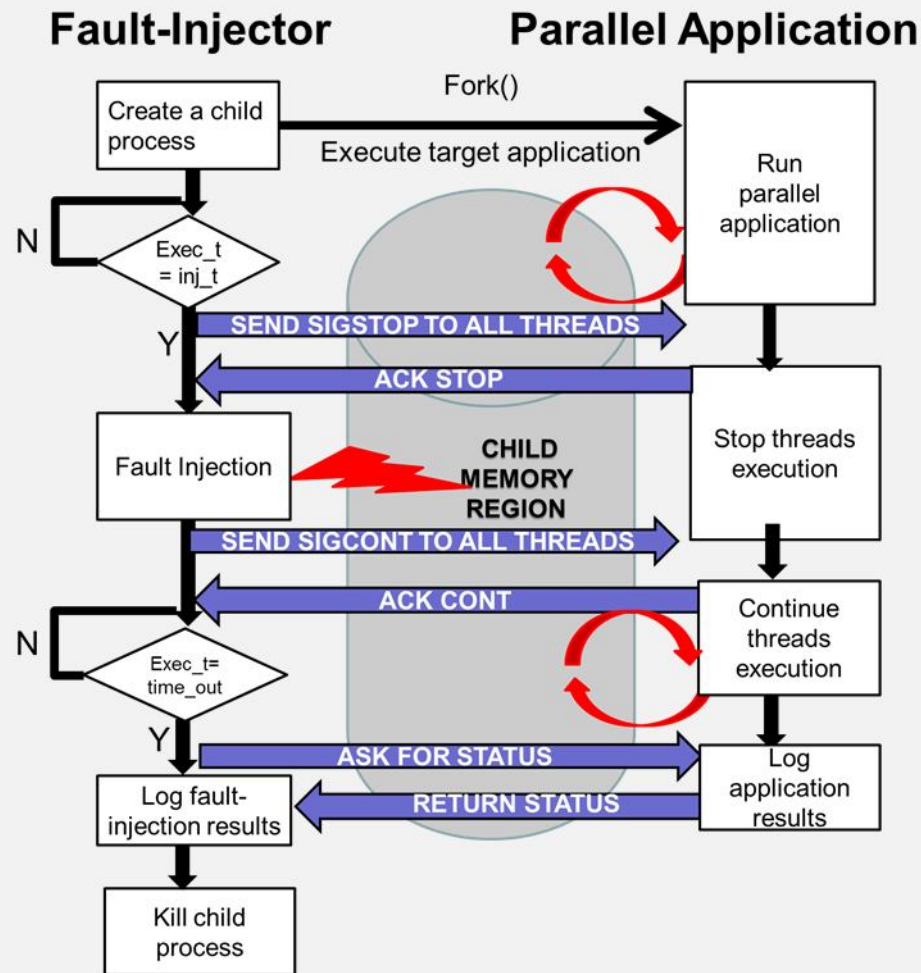 Fault-Injector
Parallel Application
Create a child
process
Fork()
Execute target application
Run
parallel
application
N
Exec_t
= inj_t
Y
SEND SIGSTOP TO ALL THREADS
ACK STOP
Stop threads
execution
Fault Injection
CHILD
MEMORY
REGION
SEND SIGCONT TO ALL THREADS
ACK CONT
Continue
threads
execution
N
Exec_t=
time_out
Y
ASK FOR STATUS
Log
application
results
Log fault-
injection results
RETURN STATUS
Kill child
process